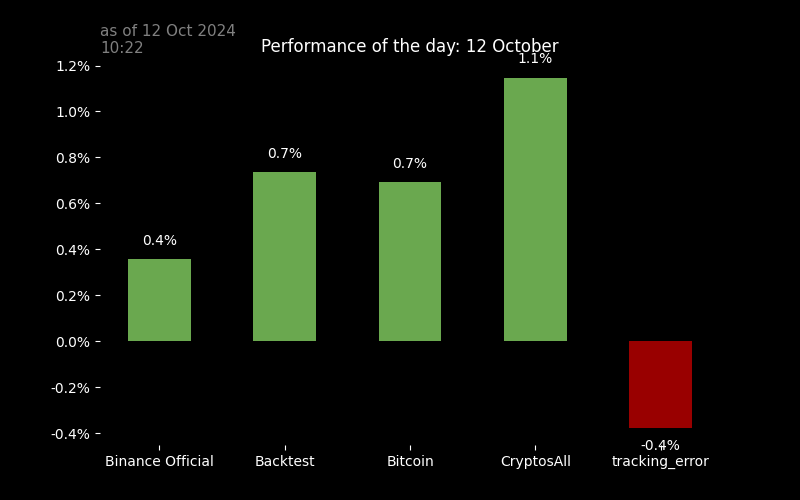 as of 12 Oct 2024
10:22
Performance of the day: 12 October
1.2%
1.0%
0.8%
0.6%
0.4%
0.2%
0.0%
-0.2%
-0.4%
0.4%
0.7%
0.7%
1.1%
-0.4%
Binance Official
Backtest
Bitcoin
CryptosAll
tracking_error